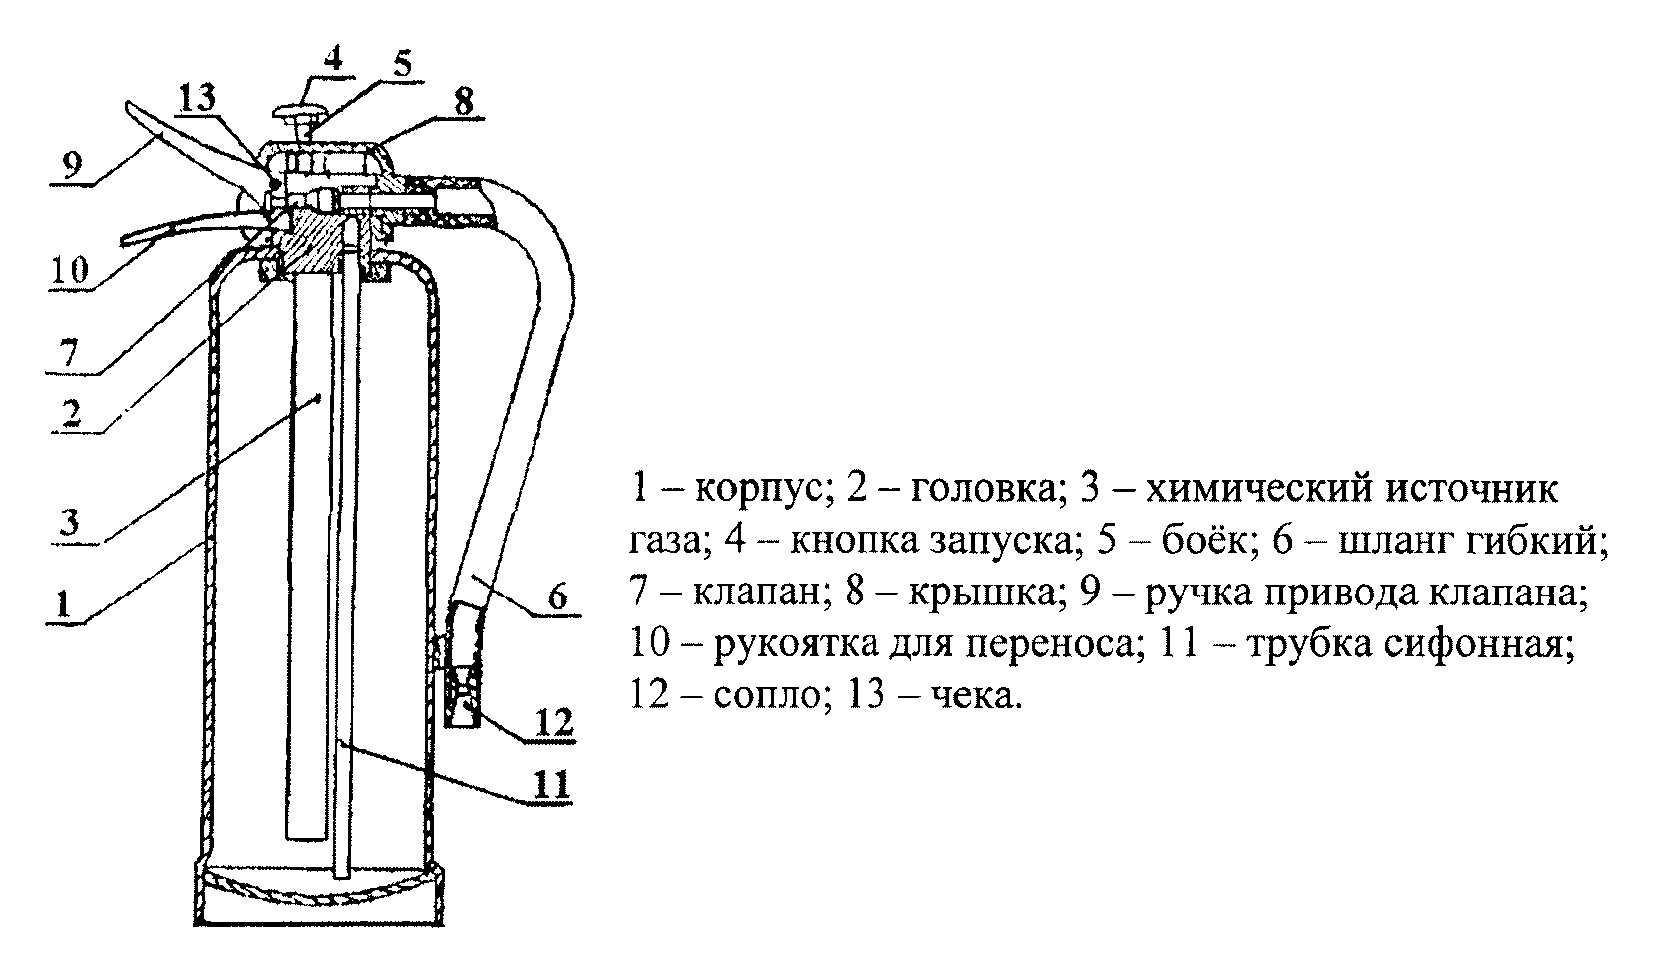 4
5
13
8
9
10
7
2
3
1
6
12
11
1 – корпус; 2 – головка; 3 – химический источник
газа; 4 – кнопка запуска; 5 – боёк; 6 – шланг гибкий;
7 – клапан; 8 – крышка; 9 – ручка привода клапана;
10 – рукоятка для переноса; 11 – трубка сифонная;
12 – сопло; 13 – чека.